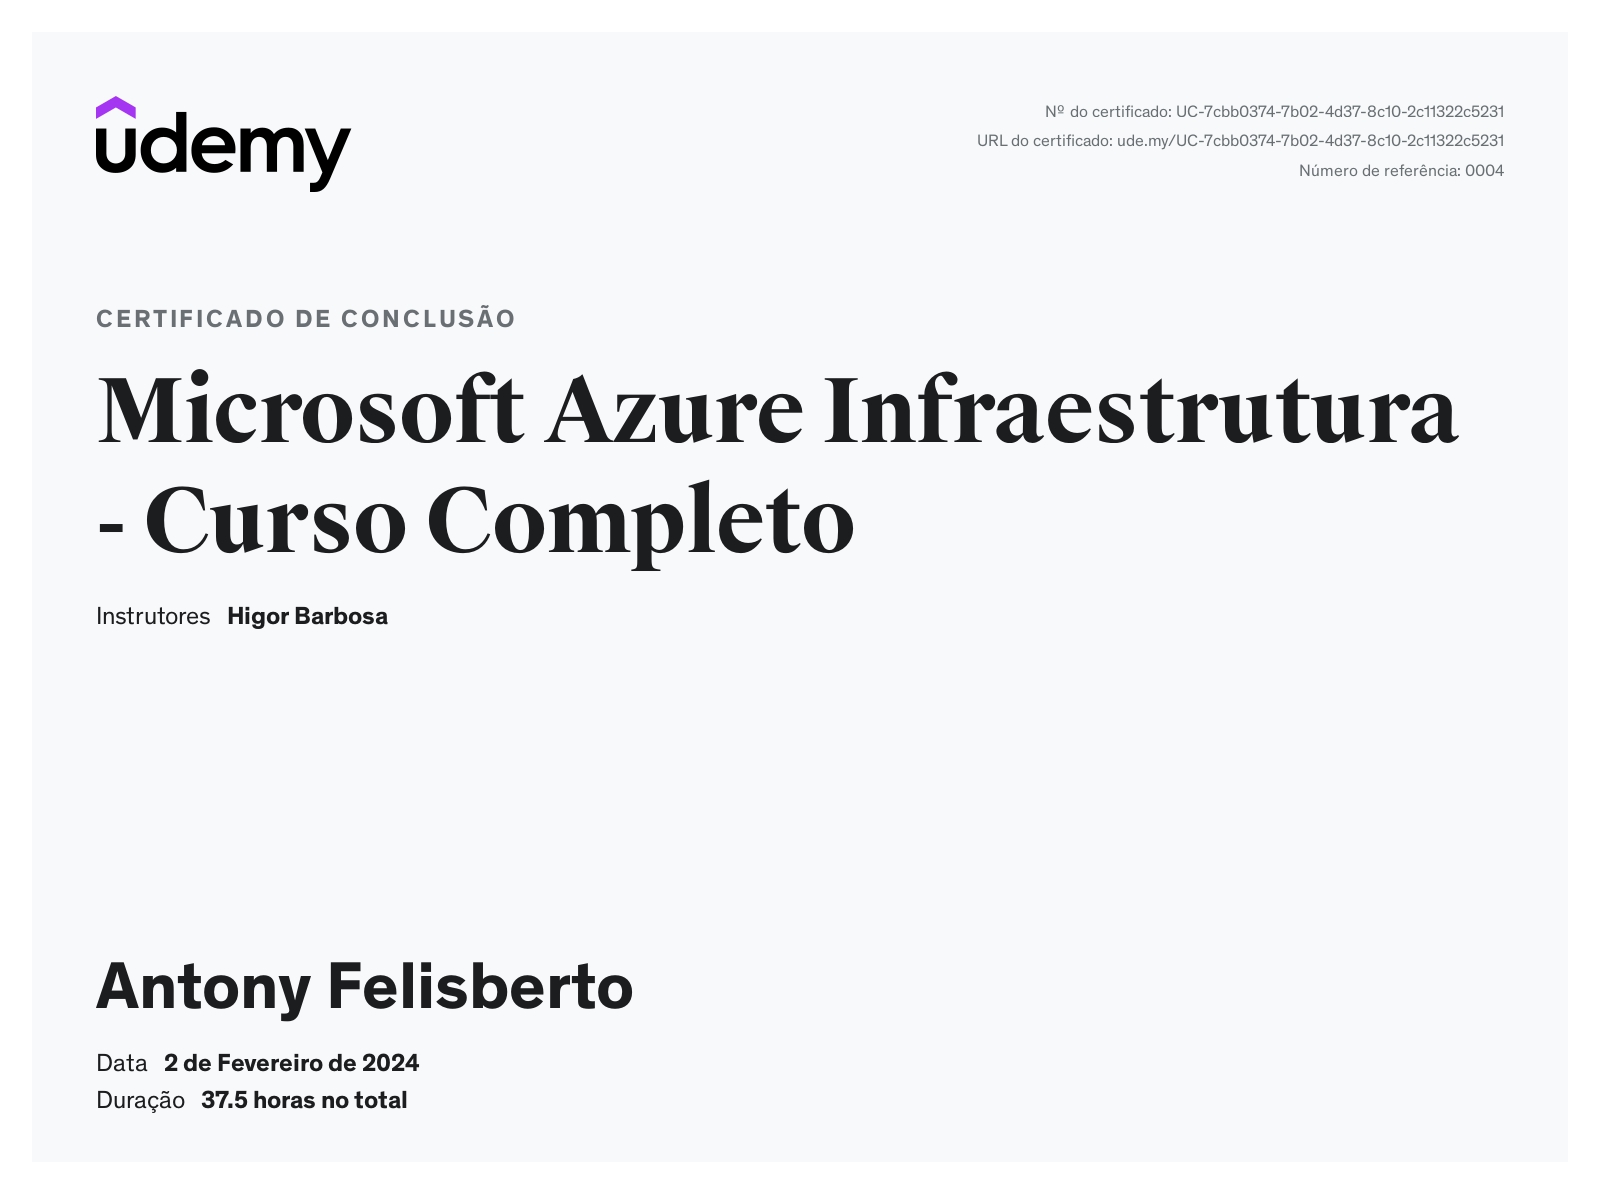 udemy
Nº do certificado: UC-7cbb0374-7b02-4d37-8c10-2c11322c5231
URL do certificado: ude.my/UC-7cbb0374-7b02-4d37-8c10-2c11322c5231
Número de referência: 0004
CERTIFICADO DE CONCLUSÃO
Microsoft Azure Infraestrutura
- Curso Completo
Instrutores Higor Barbosa
Antony Felisberto
Data 2 de Fevereiro de 2024
Duração 37.5 horas no total